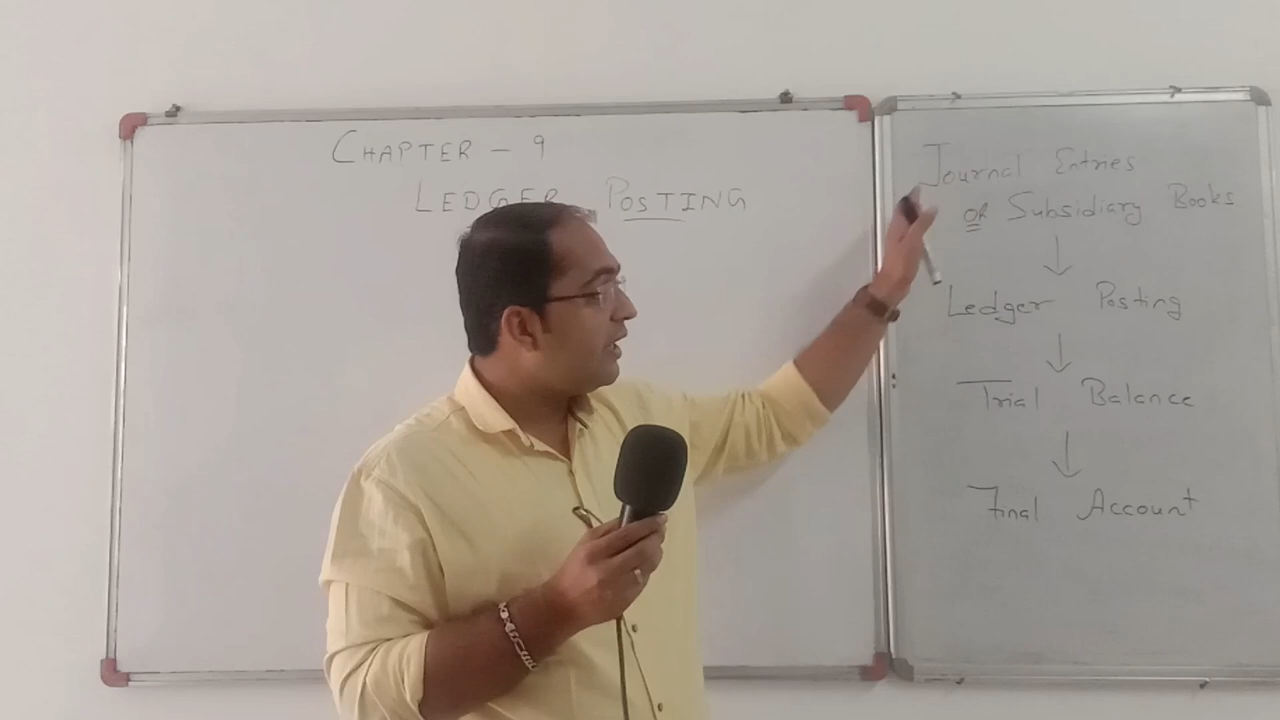 CHAPTER - 9
LEDGER POSTING
Journal Entries
OR Subsidiary Books
Ledger Posting
Trial Balance
Final Account